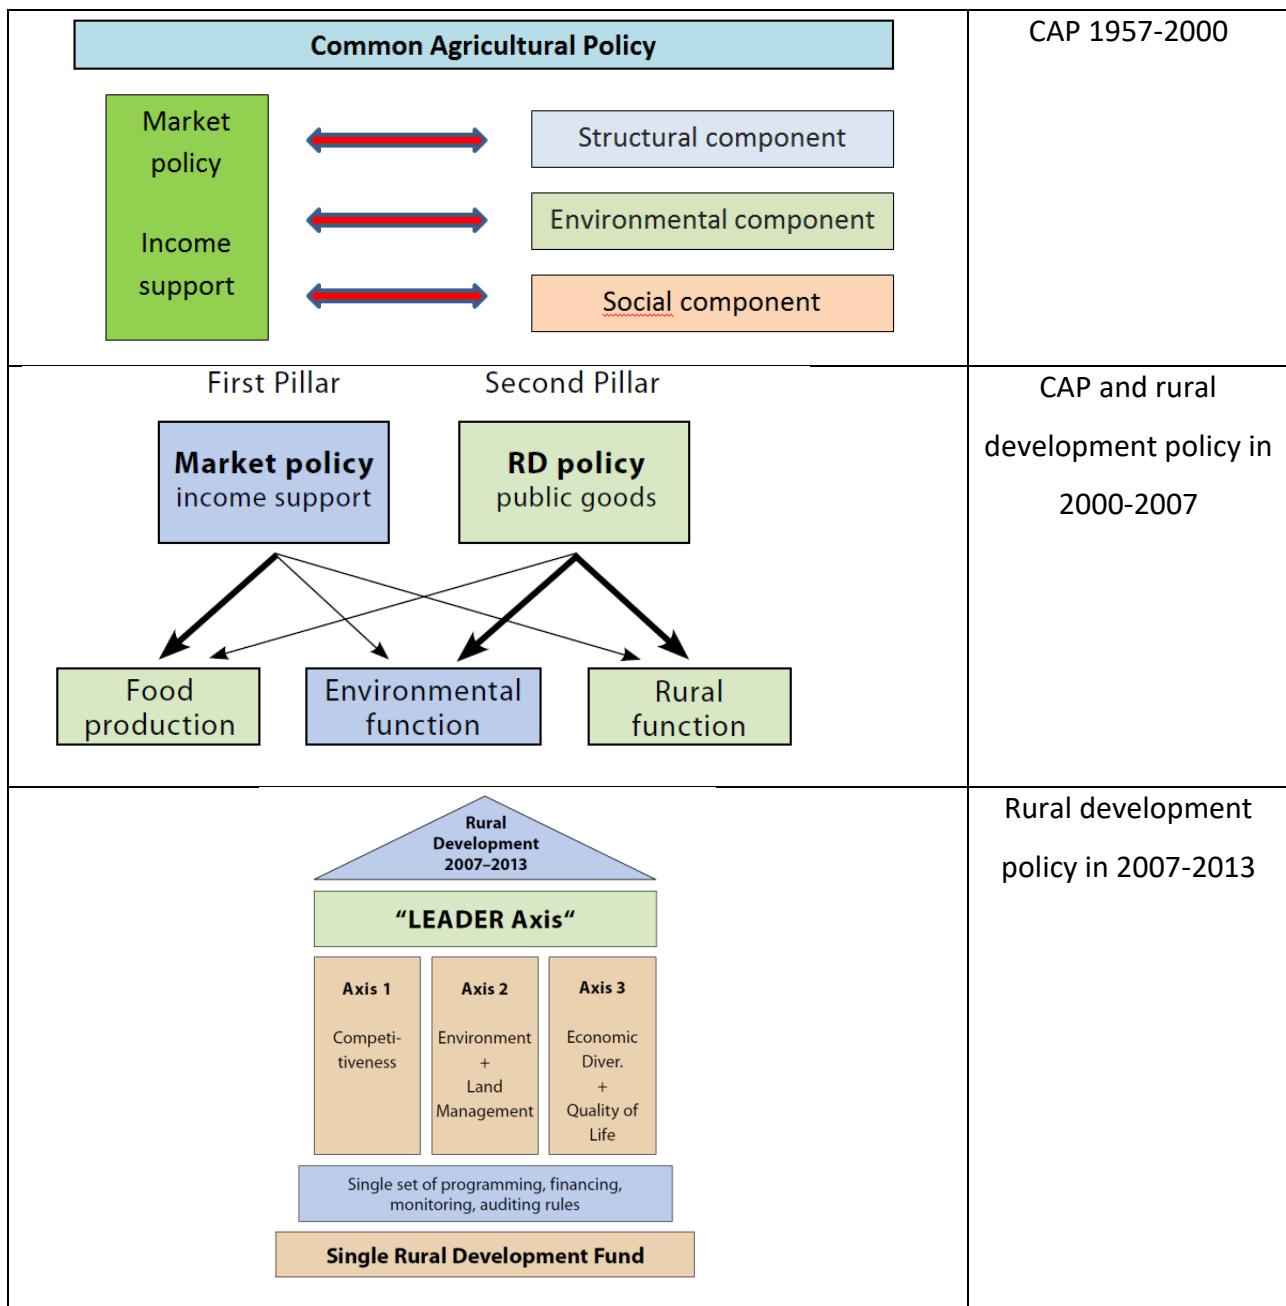 Common Agricultural Policy
CAP 1957-2000
Market
policy
Income
support
Structural component
Environmental component
Social component
First Pillar
Second Pillar
CAP and rural
development policy in
2000-2007
Market policy
income support
RD policy
public goods
Food
production
Environmental
function
Rural
function
Rural
Development
2007–2013
Rural development
policy in 2007-2013
“LEADER Axis“
Axis 1
Competi-
tiveness
Axis 2
Environment
+
Land
Management
Axis 3
Economic
Diver.
+
Quality of
Life
Single set of programming, financing,
monitoring, auditing rules
Single Rural Development Fund